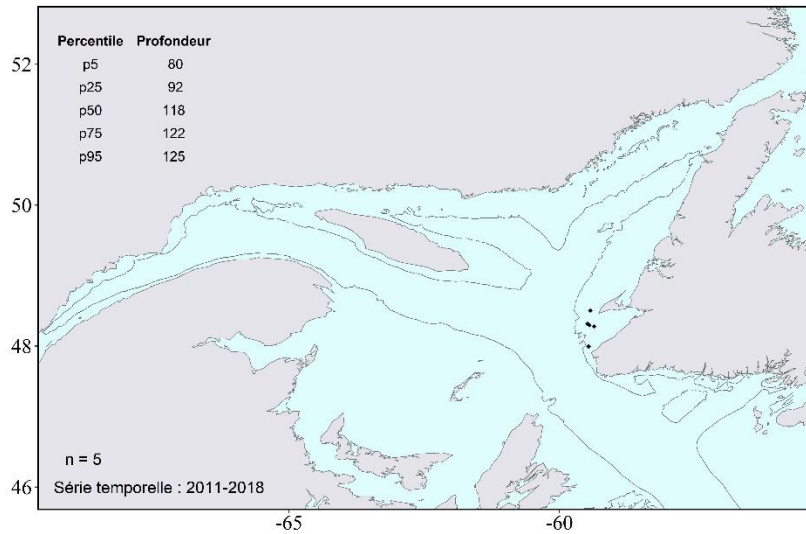 Percentile Profondeur
p5 80
p25 92
p50 118
p75 122
p95 125
52
50
48
46
n = 5
Série temporelle : 2011-2018
-65 -60